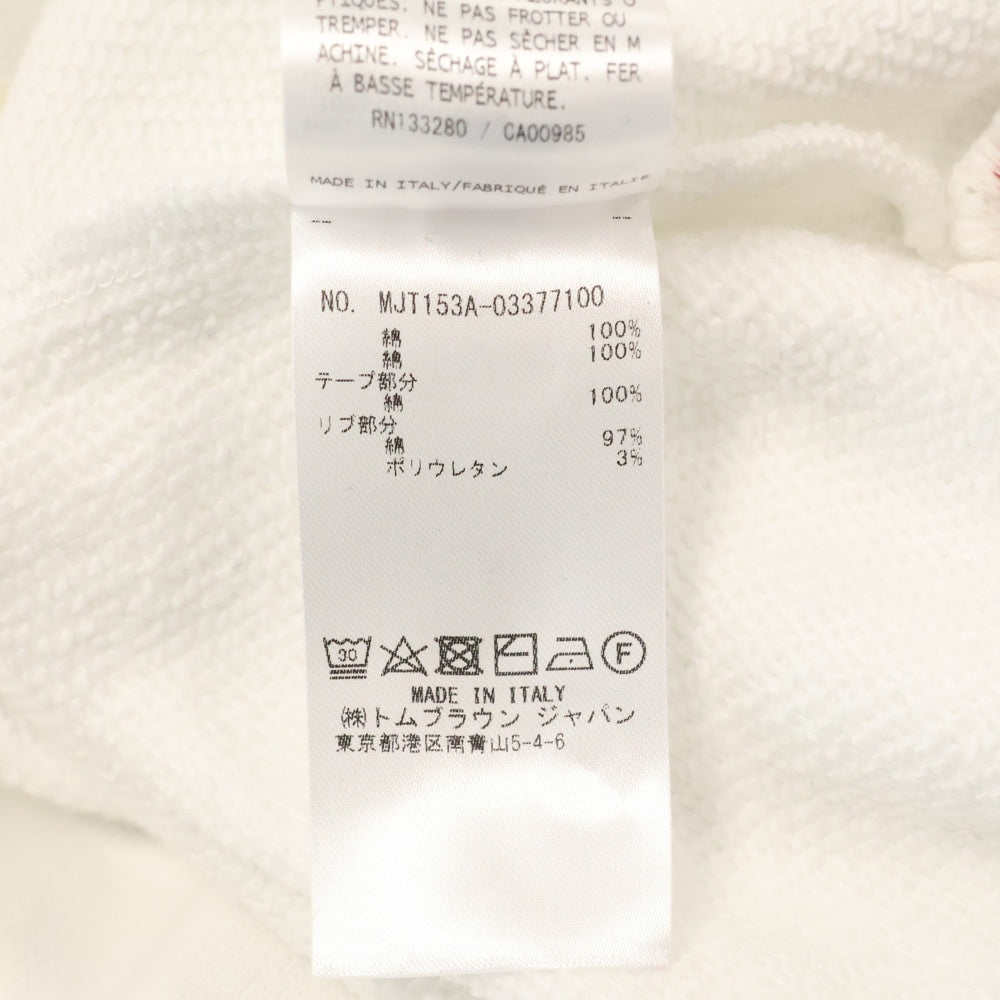 PTIQUES. NE PAS FROTTER OU
TREMPER. NE PAS SÈCHER EN M
ACHINE. SÈCHAGE À PLAT. FER
À BASSE TEMPÉRATURE.
RN133280 / CA00985
MADE IN ITALY/FABRIQUÉ EN ITALIE
NO. MJT153A-03377100
綿 100%
綿 100%
テープ部分
綿 100%
リブ部分
綿 97%
ポリウレタン 3%
30 F
MADE IN ITALY
(株)トムブラウン ジャパン
東京都港区南青山5-4-6